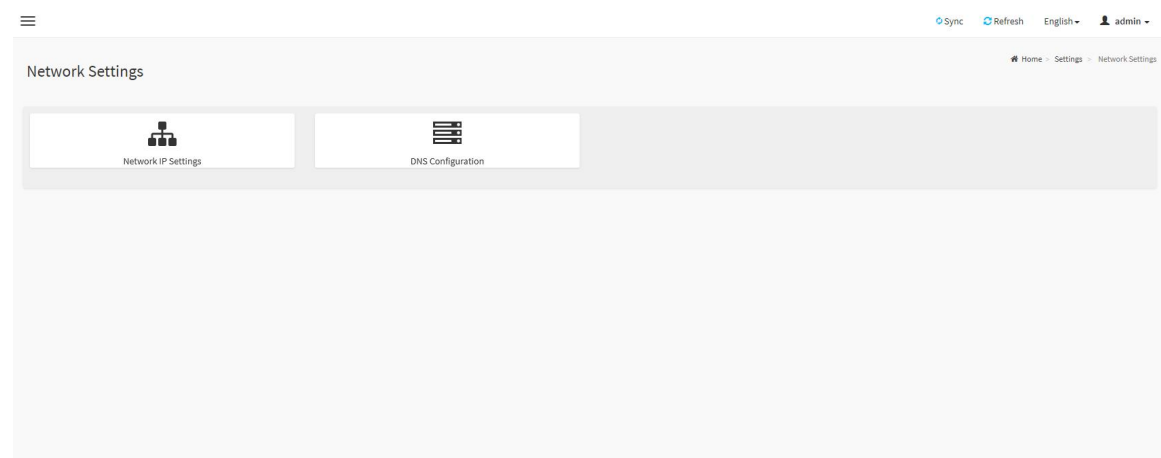 Sync Refresh English admin
Home > Settings > Network Settings
Network Settings
Network IP Settings DNS Configuration